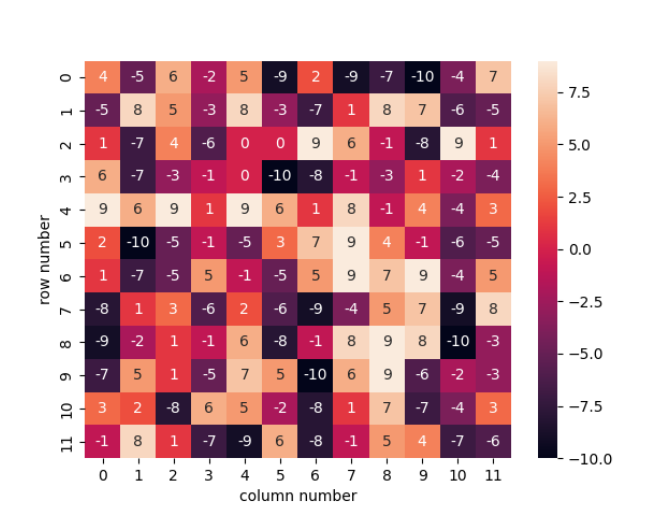 0 4 -5 6 -2 5 -9 2 -9 -7 -10 -4 7
1 -5 8 5 -3 8 -3 -7 1 8 7 -6 -5
2 1 -7 4 -6 0 0 9 6 -1 -8 9 1
3 6 -7 -3 -1 0 -10 -8 -1 -3 1 -2 -4
4 9 6 9 1 9 6 1 8 -1 4 -4 3
5 2 -10 -5 -1 -5 3 7 9 4 -1 -6 -5
6 1 -7 -5 5 -1 -5 5 9 7 9 -4 5
7 -8 1 3 -6 2 -6 -9 -4 5 7 -9 8
8 -9 -2 1 -1 6 -8 -1 8 9 8 -10 -3
9 -7 5 1 -5 7 5 -10 6 9 -6 -2 -3
10 3 2 -8 6 5 -2 -8 1 7 -7 -4 3
11 -1 8 1 -7 -9 6 -8 -1 5 4 -7 -6
0 1 2 3 4 5 6 7 8 9 10 11
column number
row number
7.5
5.0
2.5
0.0
−2.5
−5.0
−7.5
−10.0